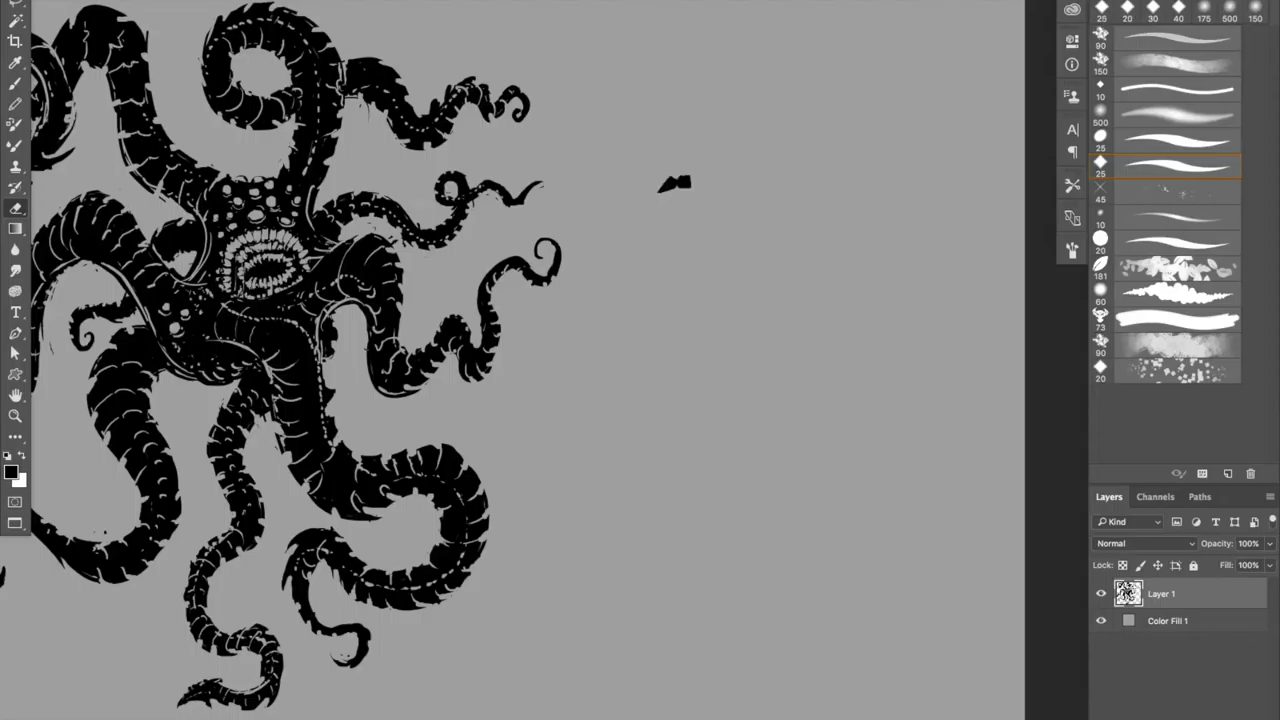 25 20 30 40 175 500 150
90
150
10
500
25
25
45
10
20
181
60
73
90
20
Layers Channels Paths
Kind
Normal Opacity: 100%
Lock: Fill: 100%
Layer 1
Color Fill 1